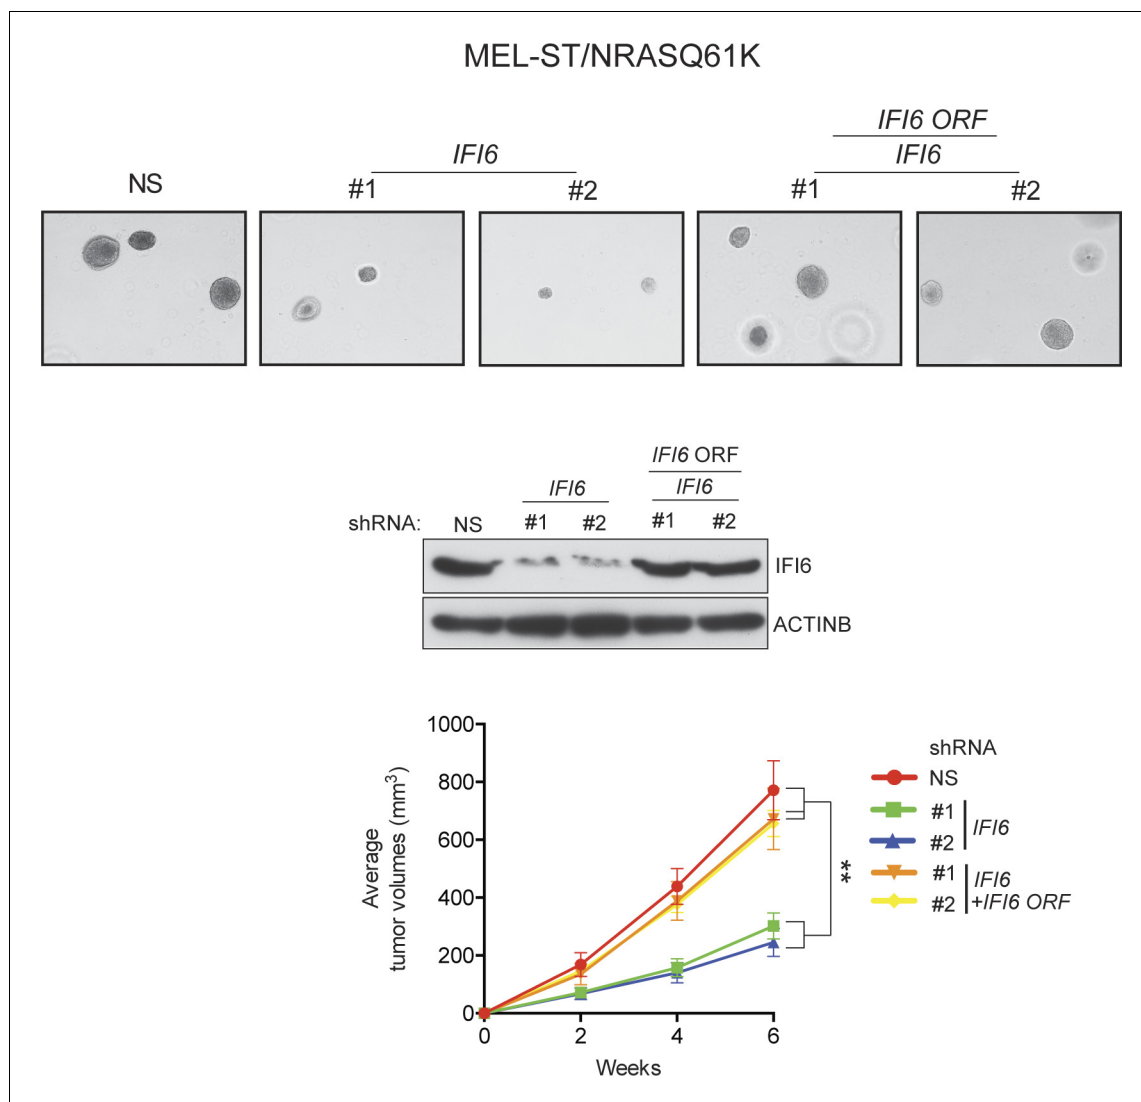 MEL-ST/NRASQ61K
IFI6 ORF
IFI6 IFI6
NS #1 #2 #1 #2
IFI6 ORF
IFI6 IFI6
shRNA: NS #1 #2 #1 #2
IFI6
ACTINB
1000
800
600
400
200
0
0 2 4 6
Average
tumor volumes (mm³)
Weeks
**
shRNA
NS
#1
#2
IFI6
#1
#2
IFI6
+IFI6 ORF